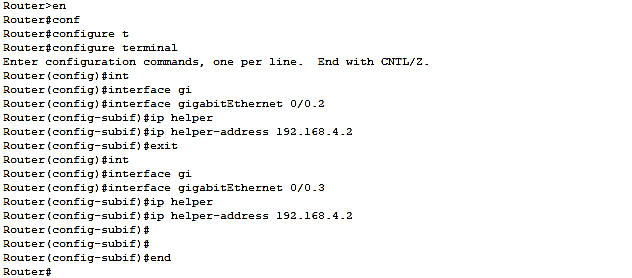 Router>en
Router#conf
Router#configure t
Router#configure terminal
Enter configuration commands, one per line.  End with CNTL/Z.
Router(config)#int
Router(config)#interface gi
Router(config)#interface gigabitEthernet 0/0.2
Router(config-subif)#ip helper
Router(config-subif)#ip helper-address 192.168.4.2
Router(config-subif)#exit
Router(config)#int
Router(config)#interface gi
Router(config)#interface gigabitEthernet 0/0.3
Router(config-subif)#ip helper
Router(config-subif)#ip helper-address 192.168.4.2
Router(config-subif)#
Router(config-subif)#
Router(config-subif)#end
Router#